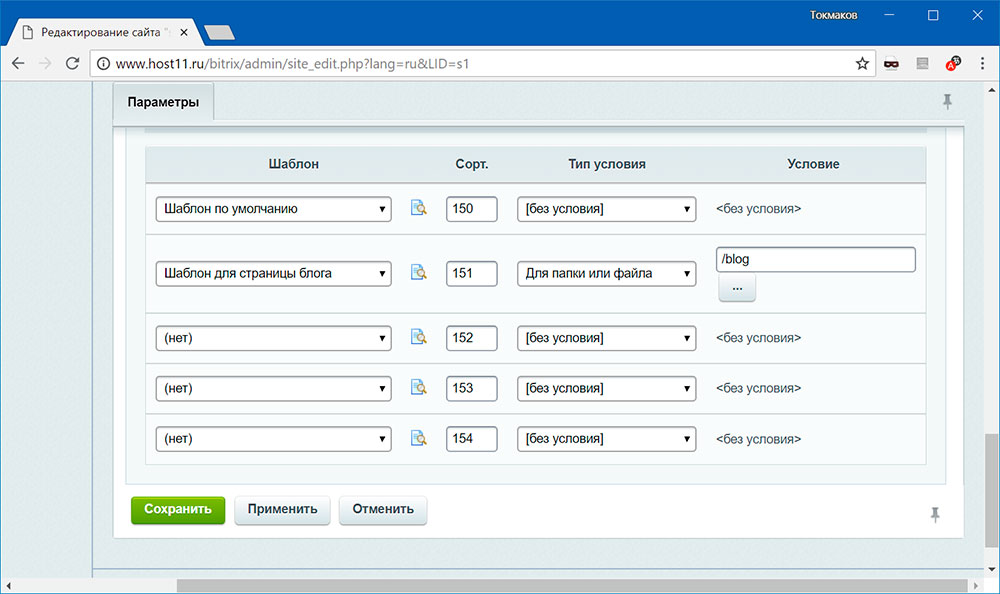 Токмаков
Редактирование сайта "
www.host11.ru/bitrix/admin/site_edit.php?lang=ru&LID=s1
Параметры
Шаблон Сорт. Тип условия Условие
Шаблон по умолчанию 150 [без условия] <без условия>
Шаблон для страницы блога 151 Для папки или файла /blog
...
(нет) 152 [без условия] <без условия>
(нет) 153 [без условия] <без условия>
(нет) 154 [без условия] <без условия>
Сохранить Применить Отменить